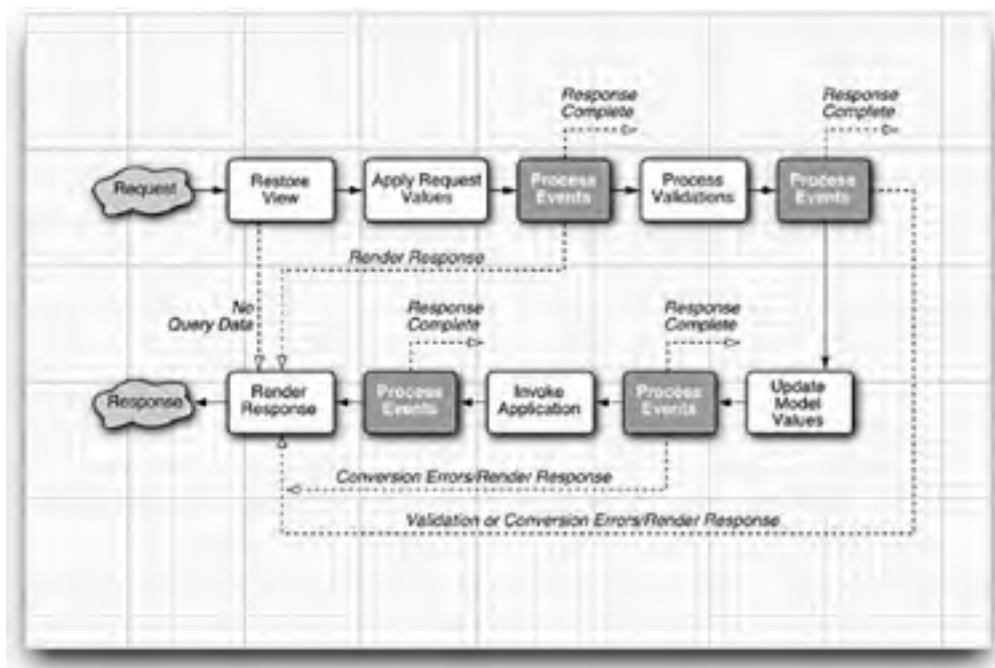 Response
Complete
Response
Complete
Request
Restore
View
Apply Request
Values
Process
Events
Process
Validations
Process
Events
Render Response
No
Query Data
Response
Complete
Response
Complete
Response
Render
Response
Process
Events
Invoke
Application
Process
Events
Update
Model
Values
Conversion Errors/Render Response
Validation or Conversion Errors/Render Response